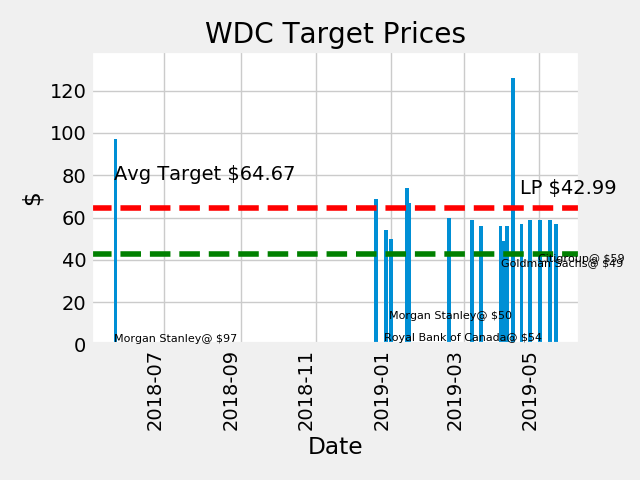 WDC Target Prices
120
100
80
60
40
20
0
$
Avg Target $64.67
LP $42.99
Citigroup@ $59
Goldman Sachs@ $49
Morgan Stanley@ $50
Morgan Stanley@ $97
Royal Bank of Canada@ $54
2018-07
2018-09
2018-11
2019-01
2019-03
2019-05
Date